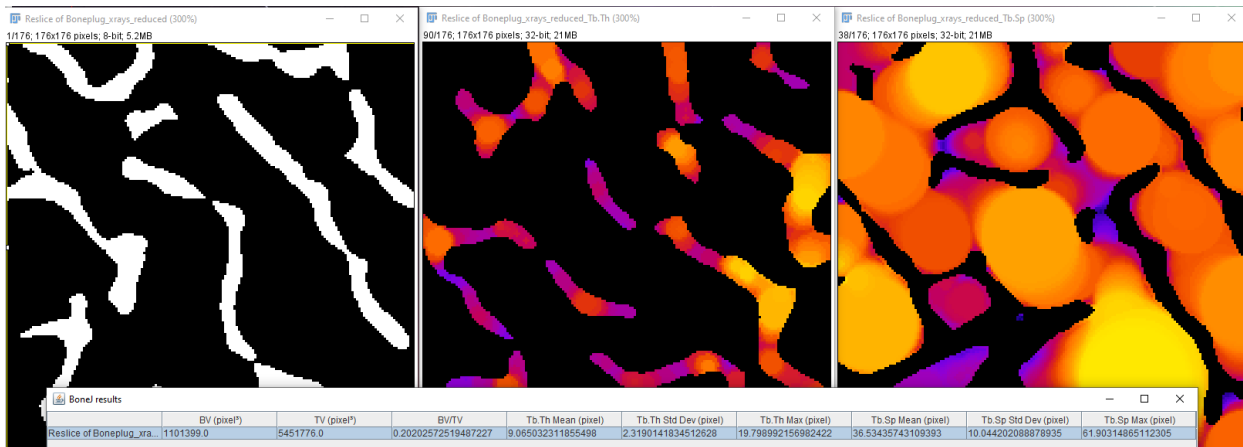 Reslice of Boneplug_xrays_reduced (300%)
1/176; 176x176 pixels; 8-bit; 5.2MB
Reslice of Boneplug_xrays_reduced_Tb.Th (300%)
90/176; 176x176 pixels; 32-bit; 21MB
Reslice of Boneplug_xrays_reduced_Tb.Sp (300%)
38/176; 176x176 pixels; 32-bit; 21MB
BoneJ results
BV (pixel³) TV (pixel³) BV/TV Tb.Th Mean (pixel) Tb.Th Std Dev (pixel) Tb.Th Max (pixel) Tb.Sp Mean (pixel) Tb.Sp Std Dev (pixel) Tb.Sp Max (pixel)
Reslice of Boneplug_xra... 1101399.0 5451776.0 0.20202572519487227 9.065032311855498 2.3190141834512628 19.798992156982422 36.53435743109393 10.044202088878935 61.90314865112305